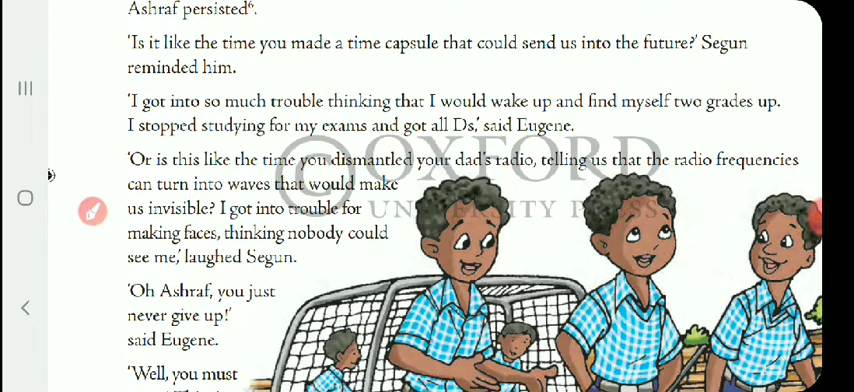 Ashraf persisted⁶.
'Is it like the time you made a time capsule that could send us into the future?' Segun
reminded him.
'I got into so much trouble thinking that I would wake up and find myself two grades up.
I stopped studying for my exams and got all Ds,' said Eugene.
© OXFORD
UNIVERSITY PRESS
'Or is this like the time you dismantled your dad's radio, telling us that the radio frequencies
can turn into waves that would make
us invisible? I got into trouble for
making faces, thinking nobody could
see me,' laughed Segun.
'Oh Ashraf, you just
never give up!'
said Eugene.
'Well, you must